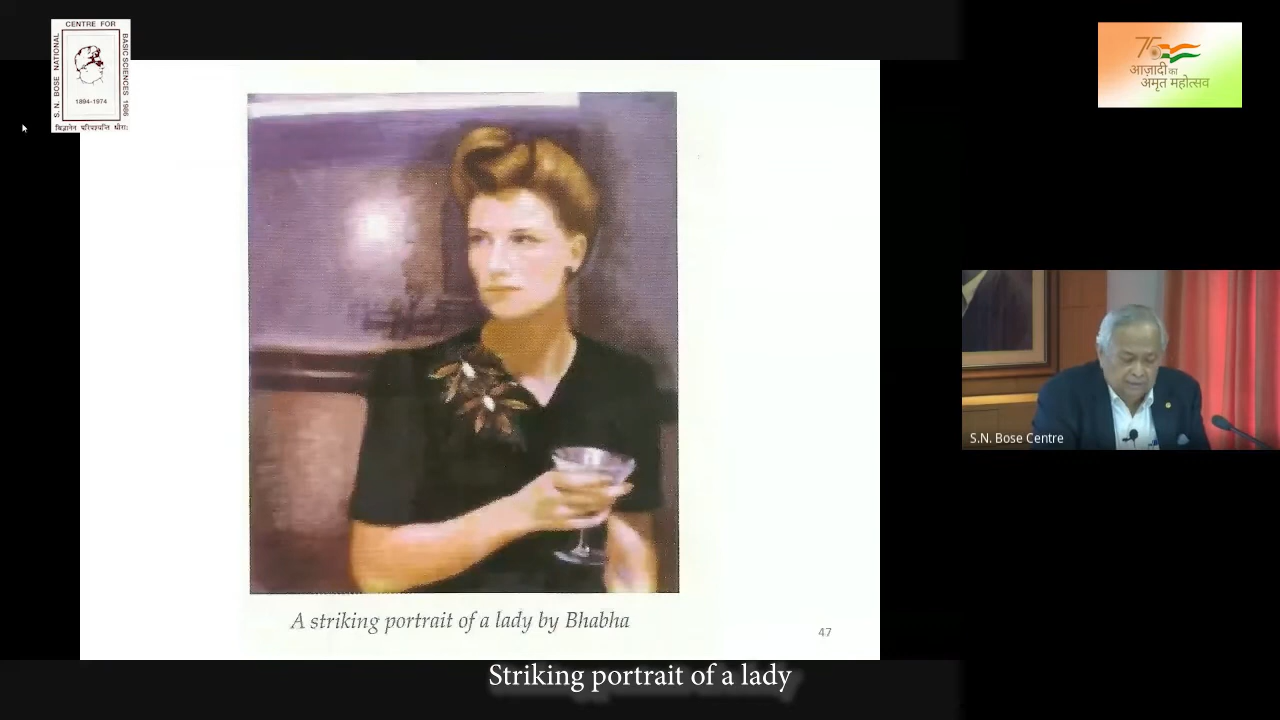 CENTRE FOR
S. N. BOSE NATIONAL
BASIC SCIENCES 1986
1894-1974
75
आज़ादी का
अमृत महोत्सव
S.N. Bose Centre
A striking portrait of a lady by Bhabha
47
Striking portrait of a lady